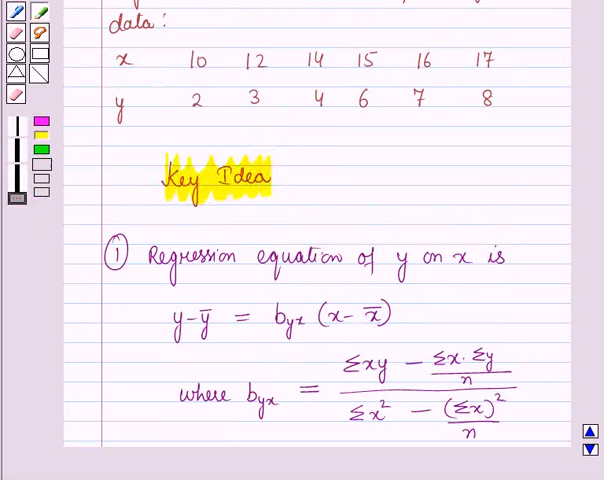 data:
x 10 12 14 15 16 17
y 2 3 4 6 7 8
Key Idea
① Regression equation of y on x is
y-ȳ = byx (x-x̄)
where byx = (Σxy - (Σx·Σy)/n) / (Σx² - (Σx)²/n)